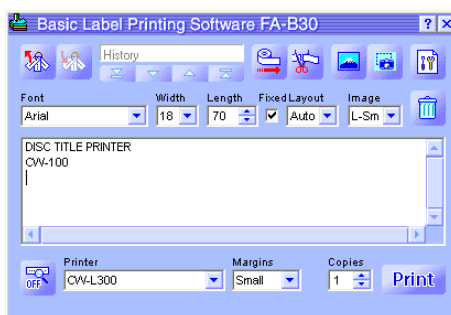 Basic Label Printing Software FA-B30
History
Font Width Length Fixed Layout Image
Arial 18 70 Auto L-Sm
DISC TITLE PRINTER
CW-100
Printer Margins Copies
OFF CW-L300 Small 1 Print